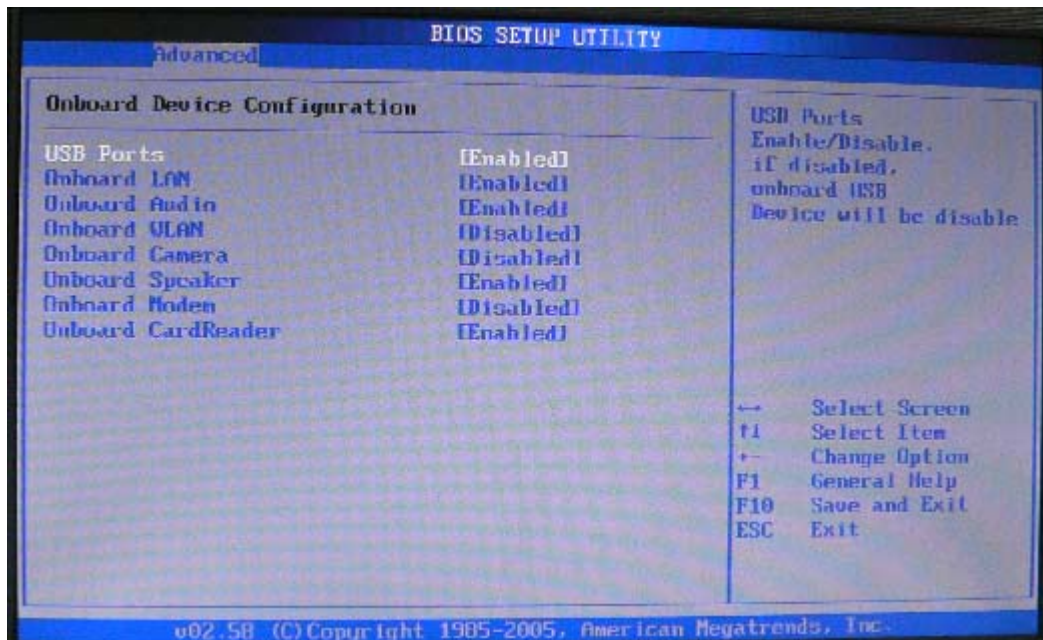 BIOS SETUP UTILITY
Advanced
Onboard Device Configuration
USB Ports [Enabled]
Onboard LAN [Enabled]
Onboard Audio [Enabled]
Onboard WLAN [Disabled]
Onboard Camera [Disabled]
Onboard Speaker [Enabled]
Onboard Modem [Disabled]
Onboard CardReader [Enabled]
USB Ports
Enable/Disable.
if disabled,
onboard USB
Device will be disable
←→ Select Screen
↑↓ Select Item
+- Change Option
F1 General Help
F10 Save and Exit
ESC Exit
v02.58 (C)Copyright 1985-2005, American Megatrends, Inc.